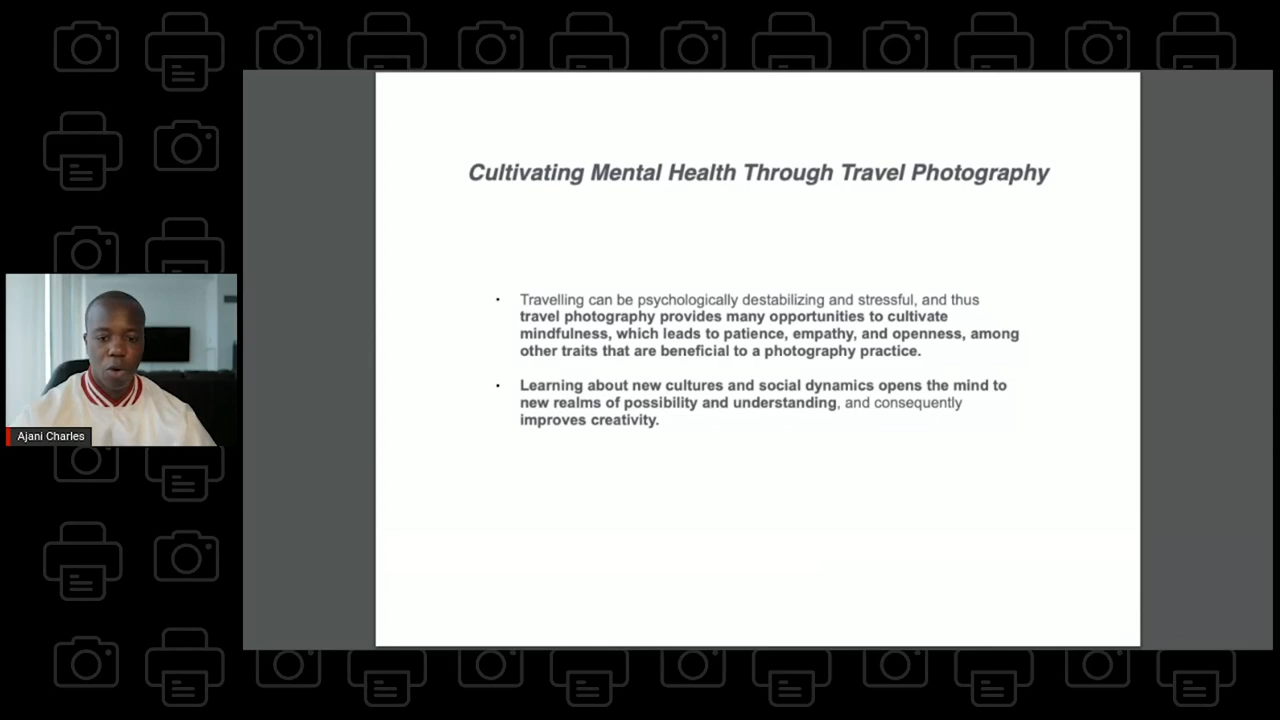 Cultivating Mental Health Through Travel Photography
• Travelling can be psychologically destabilizing and stressful, and thus
travel photography provides many opportunities to cultivate
mindfulness, which leads to patience, empathy, and openness, among
other traits that are beneficial to a photography practice.
• Learning about new cultures and social dynamics opens the mind to
new realms of possibility and understanding, and consequently
improves creativity.
Ajani Charles